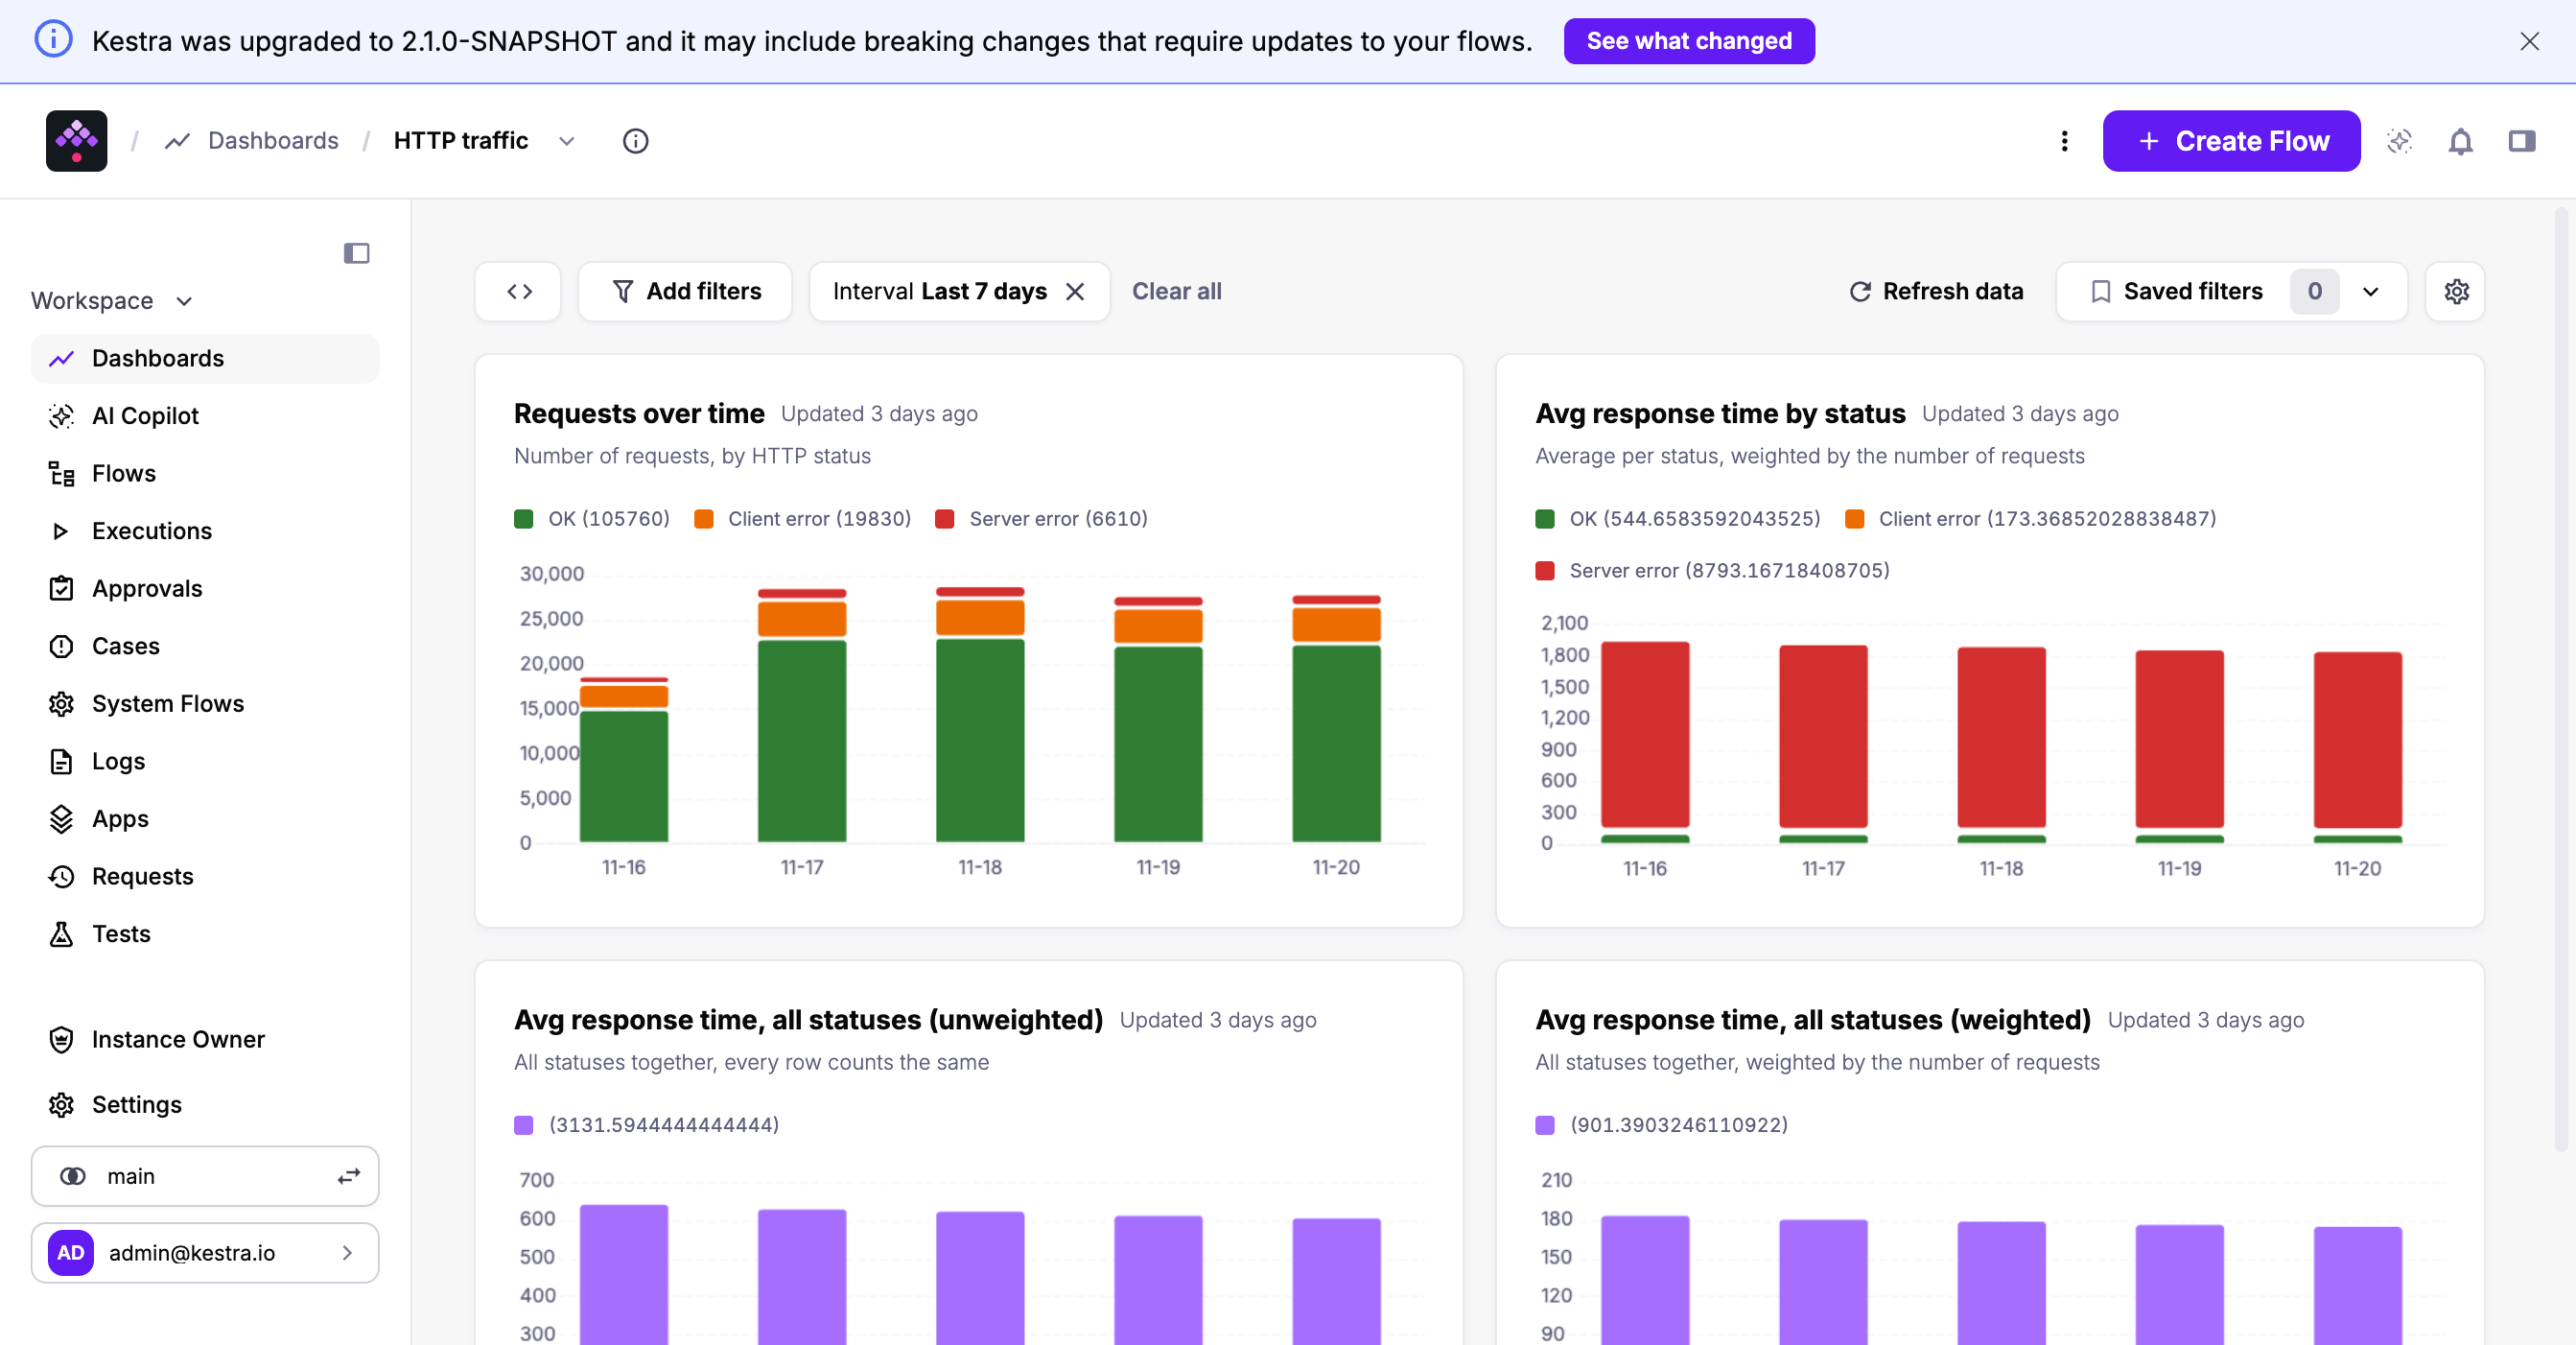 Kestra was upgraded to 2.1.0-SNAPSHOT and it may include breaking changes that require updates to your flows. See what changed
/ Dashboards / HTTP traffic
+ Create Flow
Workspace
Dashboards
AI Copilot
Flows
Executions
Approvals
Cases
System Flows
Logs
Apps
Requests
Tests
Instance Owner
Settings
main
AD admin@kestra.io
Add filters Interval Last 7 days Clear all
Refresh data Saved filters 0
Requests over time Updated 3 days ago
Number of requests, by HTTP status
OK (105760) Client error (19830) Server error (6610)
30,000
25,000
20,000
15,000
10,000
5,000
0
11-16 11-17 11-18 11-19 11-20
Avg response time by status Updated 3 days ago
Average per status, weighted by the number of requests
OK (544.6583592043525) Client error (173.36852028838487)
Server error (8793.16718408705)
2,100
1,800
1,500
1,200
900
600
300
0
11-16 11-17 11-18 11-19 11-20
Avg response time, all statuses (unweighted) Updated 3 days ago
All statuses together, every row counts the same
(3131.5944444444444)
700
600
500
400
300
Avg response time, all statuses (weighted) Updated 3 days ago
All statuses together, weighted by the number of requests
(901.3903246110922)
210
180
150
120
90